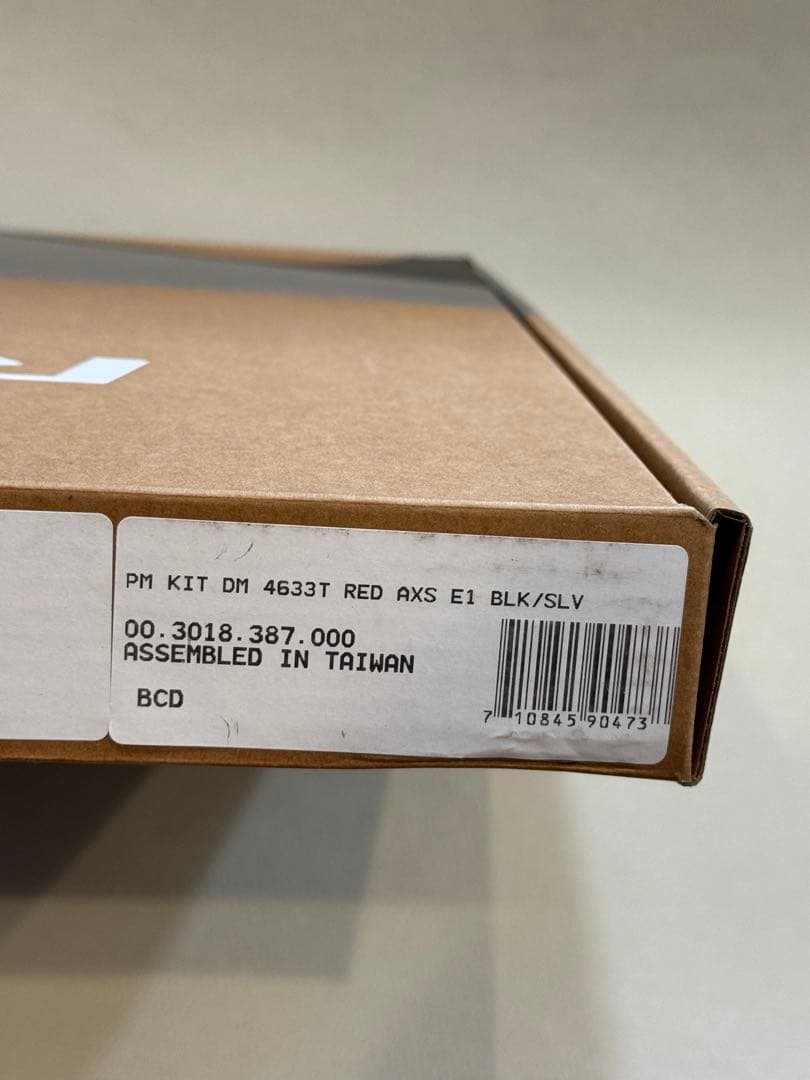 PM KIT DM 4633T RED AXS E1 BLK/SLV
00.3018.387.000
ASSEMBLED IN TAIWAN
BCD
7 10845 90473